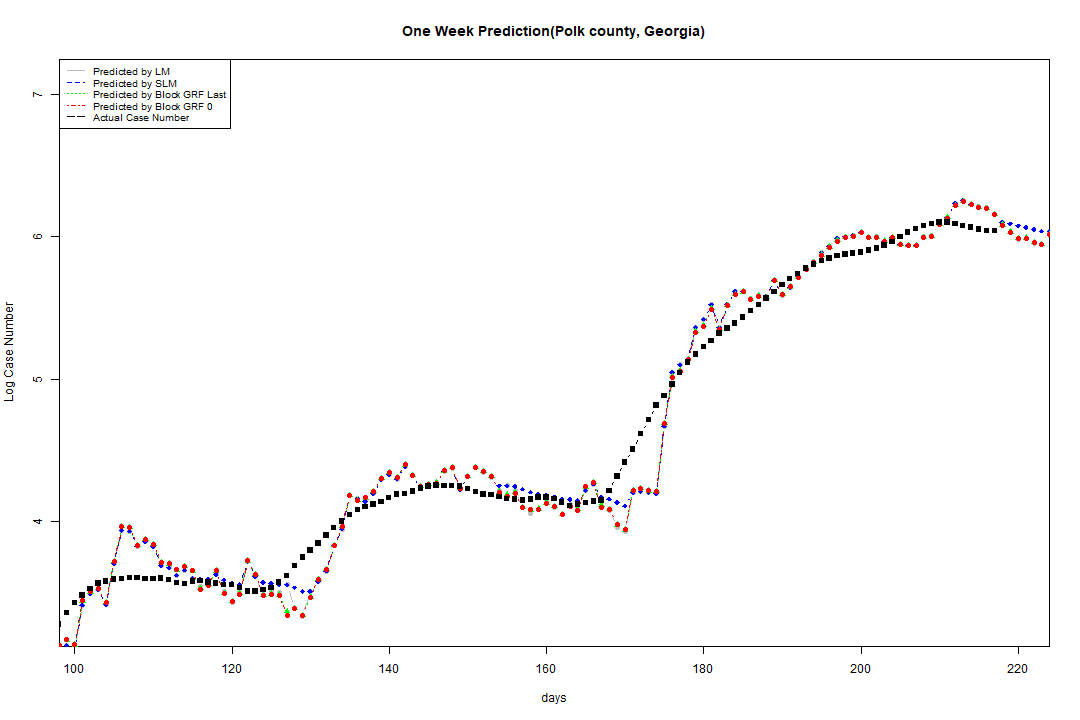 One Week Prediction(Polk county, Georgia)
Predicted by LM
Predicted by SLM
Predicted by Block GRF Last
Predicted by Block GRF 0
Actual Case Number
7
6
5
4
Log Case Number
100 120 140 160 180 200 220
days